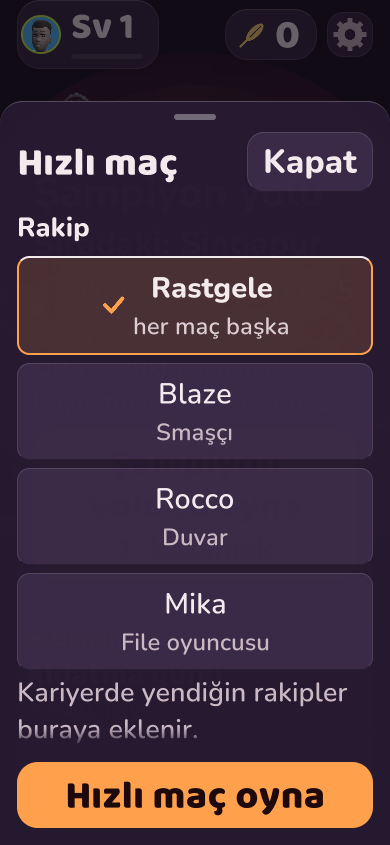 Sv 1
0
Hızlı maç
Kapat
Rakip
Rastgele
her maç başka
Blaze
Smaşçı
Rocco
Duvar
Mika
File oyuncusu
Kariyerde yendiğin rakipler
buraya eklenir.
Hızlı maç oyna